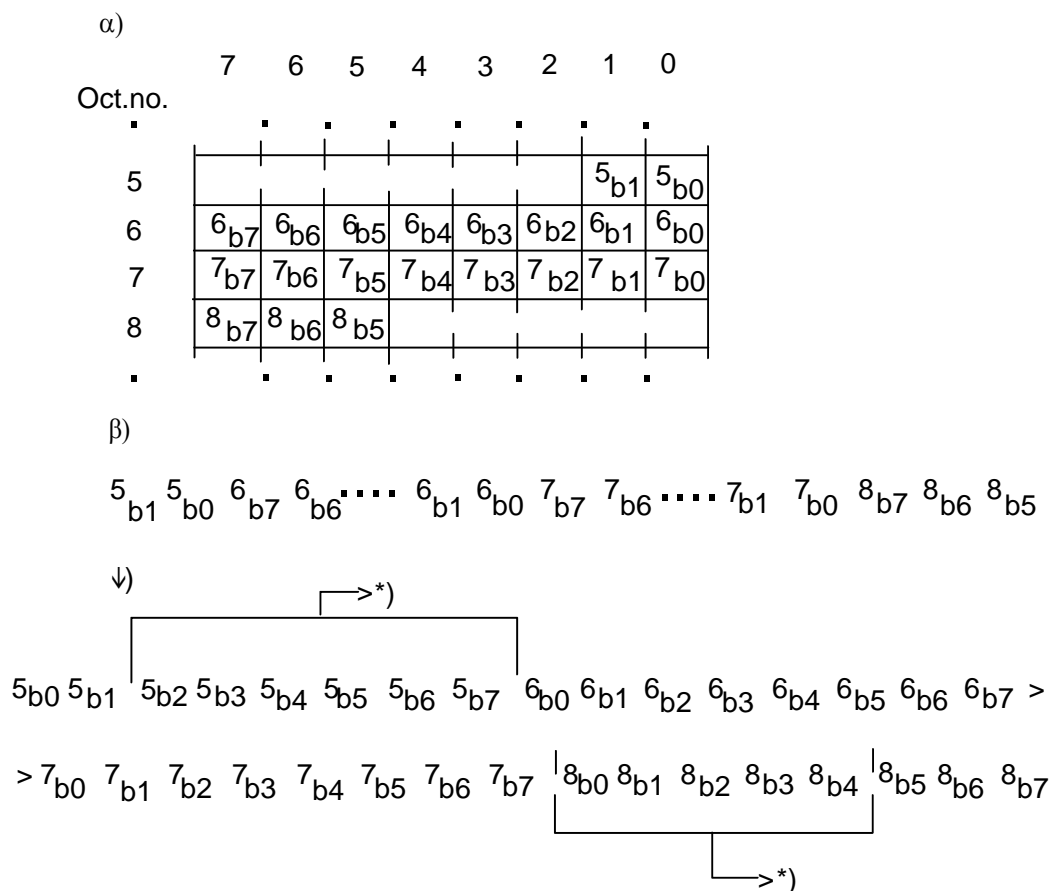 α)
7 6 5 4 3 2 1 0
Oct.no.
5 5b1 5b0
6 6b7 6b6 6b5 6b4 6b3 6b2 6b1 6b0
7 7b7 7b6 7b5 7b4 7b3 7b2 7b1 7b0
8 8b7 8b6 8b5
β)
5b1 5b0 6b7 6b6 .... 6b1 6b0 7b7 7b6 .... 7b1 7b0 8b7 8b6 8b5
↓)
>*)
5b0 5b1 5b2 5b3 5b4 5b5 5b6 5b7 6b0 6b1 6b2 6b3 6b4 6b5 6b6 6b7 >
> 7b0 7b1 7b2 7b3 7b4 7b5 7b6 7b7 8b0 8b1 8b2 8b3 8b4 8b5 8b6 8b7
>*)